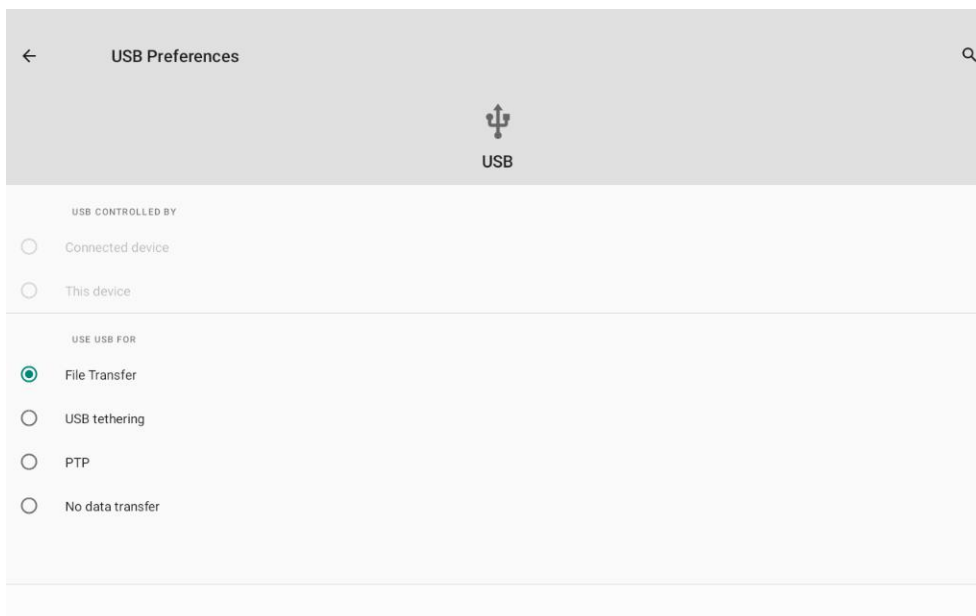 USB Preferences
USB
USB CONTROLLED BY
Connected device
This device
USE USB FOR
File Transfer
USB tethering
PTP
No data transfer